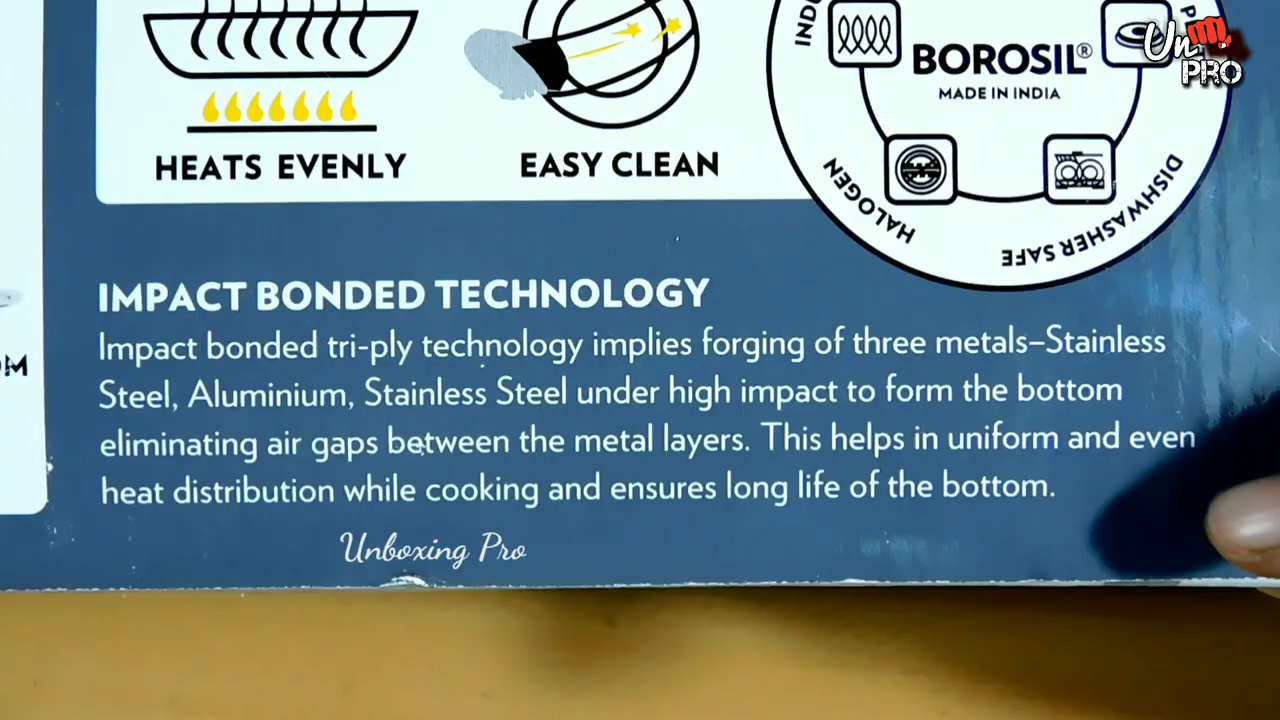 Un
PRO
BOROSIL®
MADE IN INDIA
HALOGEN
DISHWASHER SAFE
HEATS EVENLY
EASY CLEAN
IMPACT BONDED TECHNOLOGY
Impact bonded tri-ply technology implies forging of three metals–Stainless
Steel, Aluminium, Stainless Steel under high impact to form the bottom
eliminating air gaps between the metal layers. This helps in uniform and even
heat distribution while cooking and ensures long life of the bottom.
Unboxing Pro